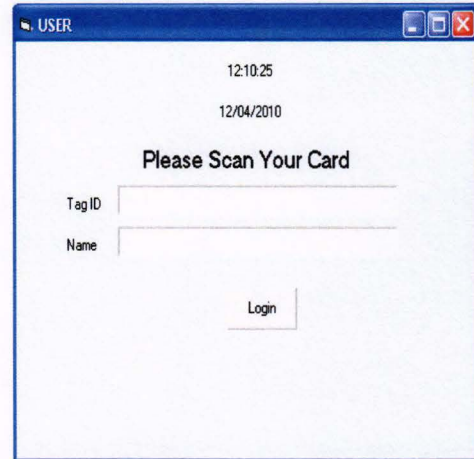 USER
12:10:25
12/04/2010
Please Scan Your Card
Tag ID
Name
Login